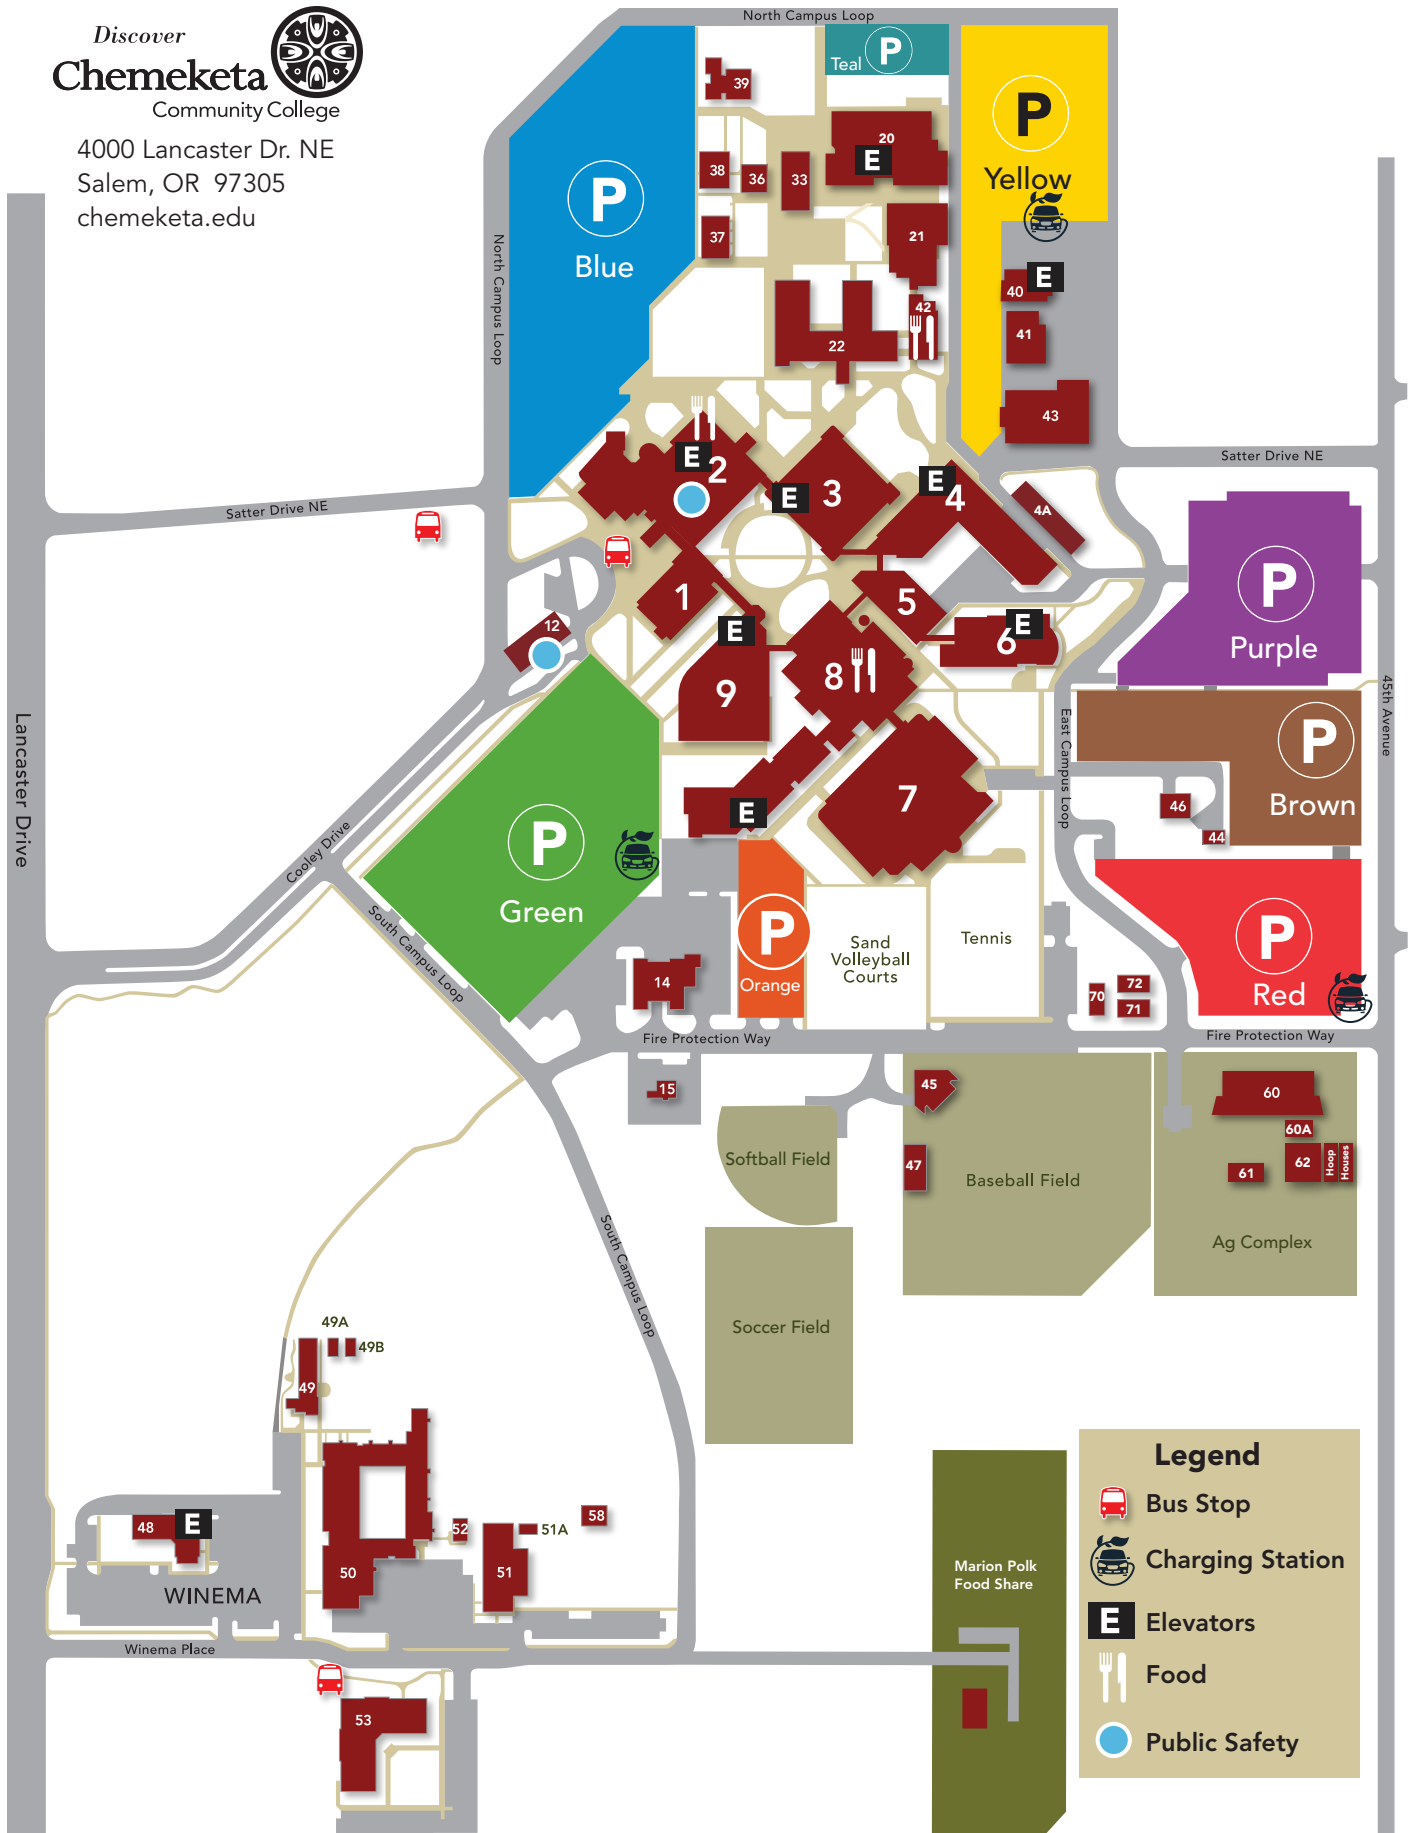 Discover
Chemeketa
Community College
4000 Lancaster Dr. NE
Salem, OR  97305
chemeketa.edu
North Campus Loop
P
Teal
P
Yellow
P
Blue
North Campus Loop
39
20
E
38
36
33
37
21
40
E
42
41
22
43
Satter Drive NE
Satter Drive NE
E
2
E
3
E
4
4A
P
Purple
1
5
12
E
6
E
8
9
45th Avenue
Lancaster Drive
East Campus Loop
P
Brown
7
46
44
E
P
Green
Cooley Drive
South Campus Loop
P
Orange
Sand
Volleyball
Courts
Tennis
P
Red
14
70
72
71
Fire Protection Way
Fire Protection Way
15
45
60
60A
47
61
62
Hoop
Houses
Softball Field
Baseball Field
Ag Complex
South Campus Loop
Soccer Field
49A
49B
49
48
E
WINEMA
50
52
51
51A
58
Winema Place
53
Marion Polk
Food Share
Legend
Bus Stop
Charging Station
E
Elevators
Food
Public Safety